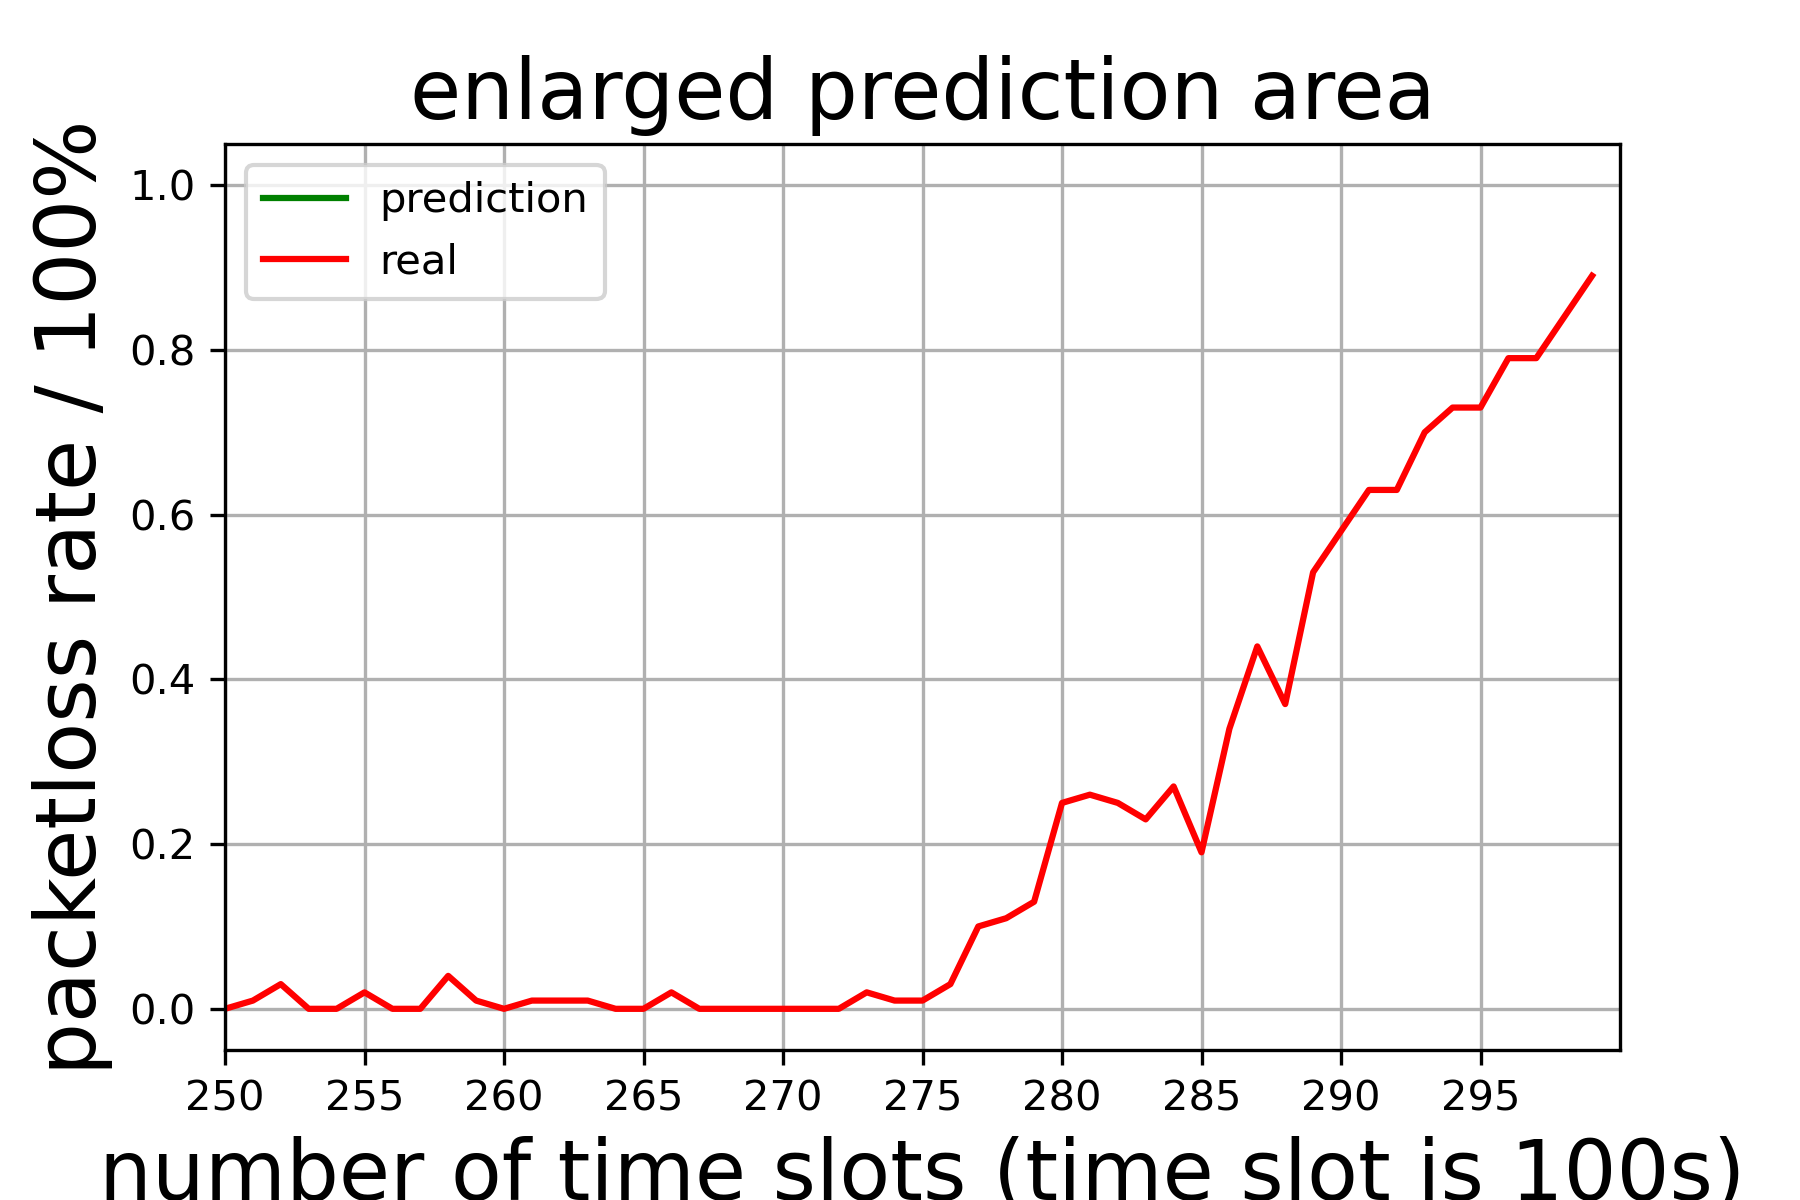 enlarged prediction area
packetloss rate / 100%
1.0
0.8
0.6
0.4
0.2
0.0
prediction
real
250 255 260 265 270 275 280 285 290 295
number of time slots (time slot is 100s)